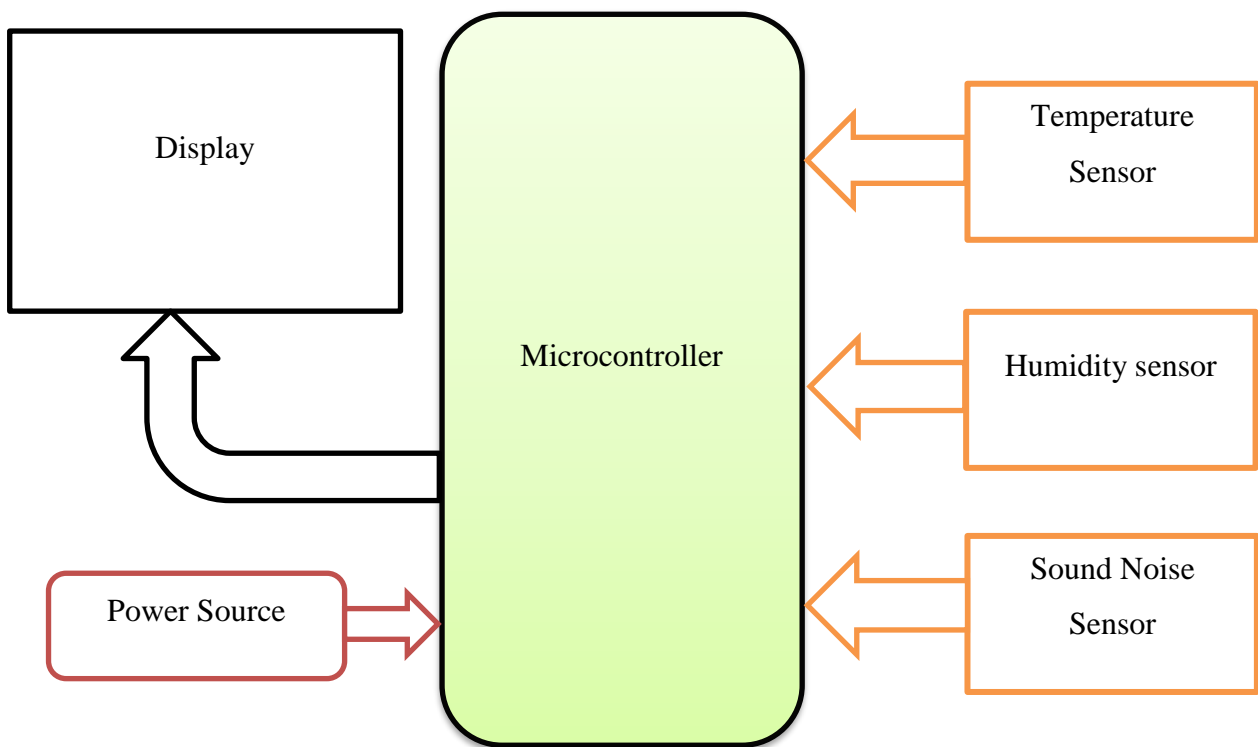 Display
Microcontroller
Power Source
Temperature
Sensor
Humidity sensor
Sound Noise
Sensor